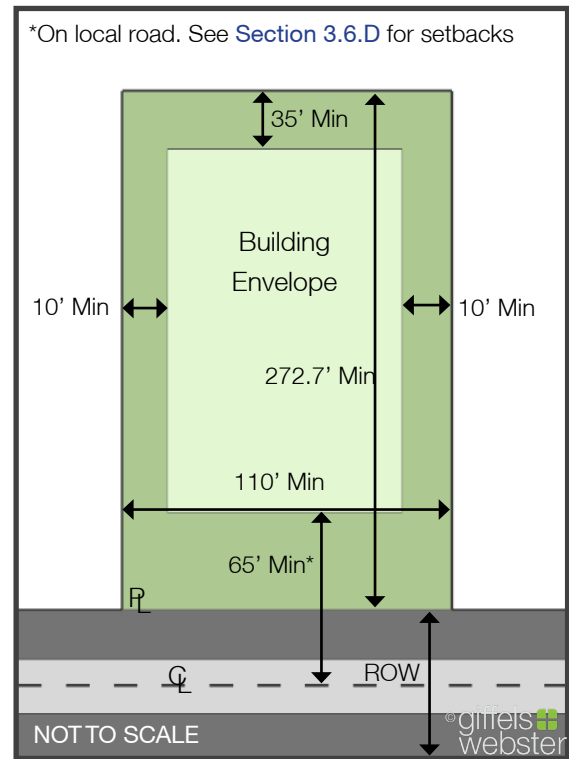 *On local road. See Section 3.6.D for setbacks
35’ Min
Building
Envelope
10’ Min
10’ Min
272.7’ Min
110’ Min
65’ Min*
PL
CL
ROW
NOT TO SCALE
© giffels
webster